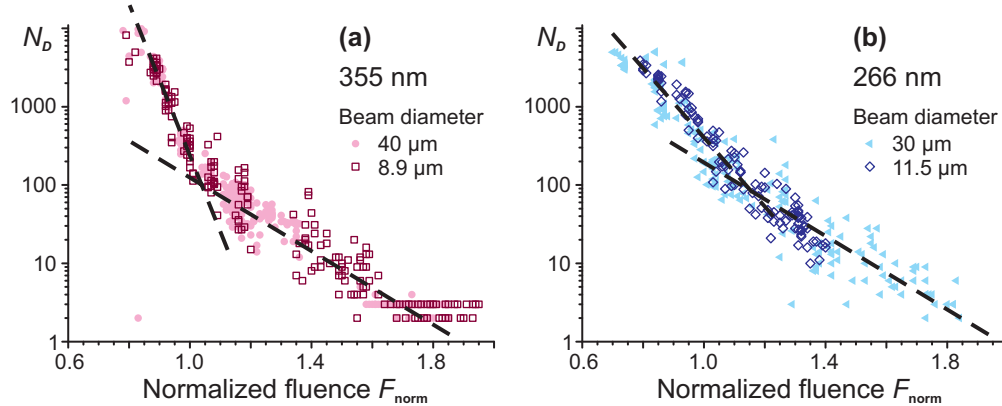 N_D
(a)
355 nm
Beam diameter
40 μm
8.9 μm
1000
100
10
1
0.6
1.0
1.4
1.8
Normalized fluence F_norm
N_D
(b)
266 nm
Beam diameter
30 μm
11.5 μm
1000
100
10
1
0.6
1.0
1.4
1.8
Normalized fluence F_norm